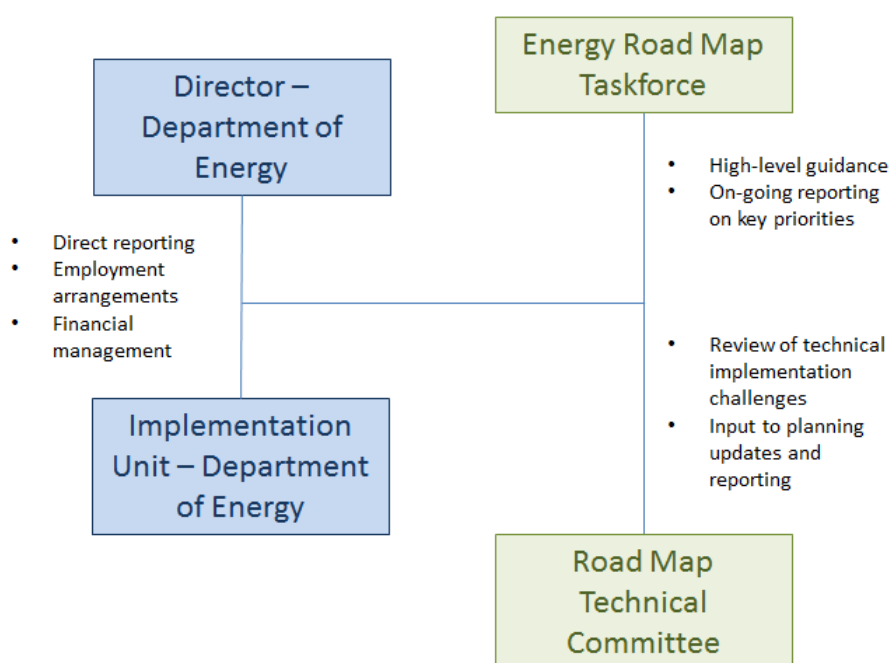 Director –
Department of
Energy
Energy Road Map
Taskforce
• High-level guidance
• On-going reporting
on key priorities
• Direct reporting
• Employment
arrangements
• Financial
management
• Review of technical
implementation
challenges
• Input to planning
updates and
reporting
Implementation
Unit – Department
of Energy
Road Map
Technical
Committee